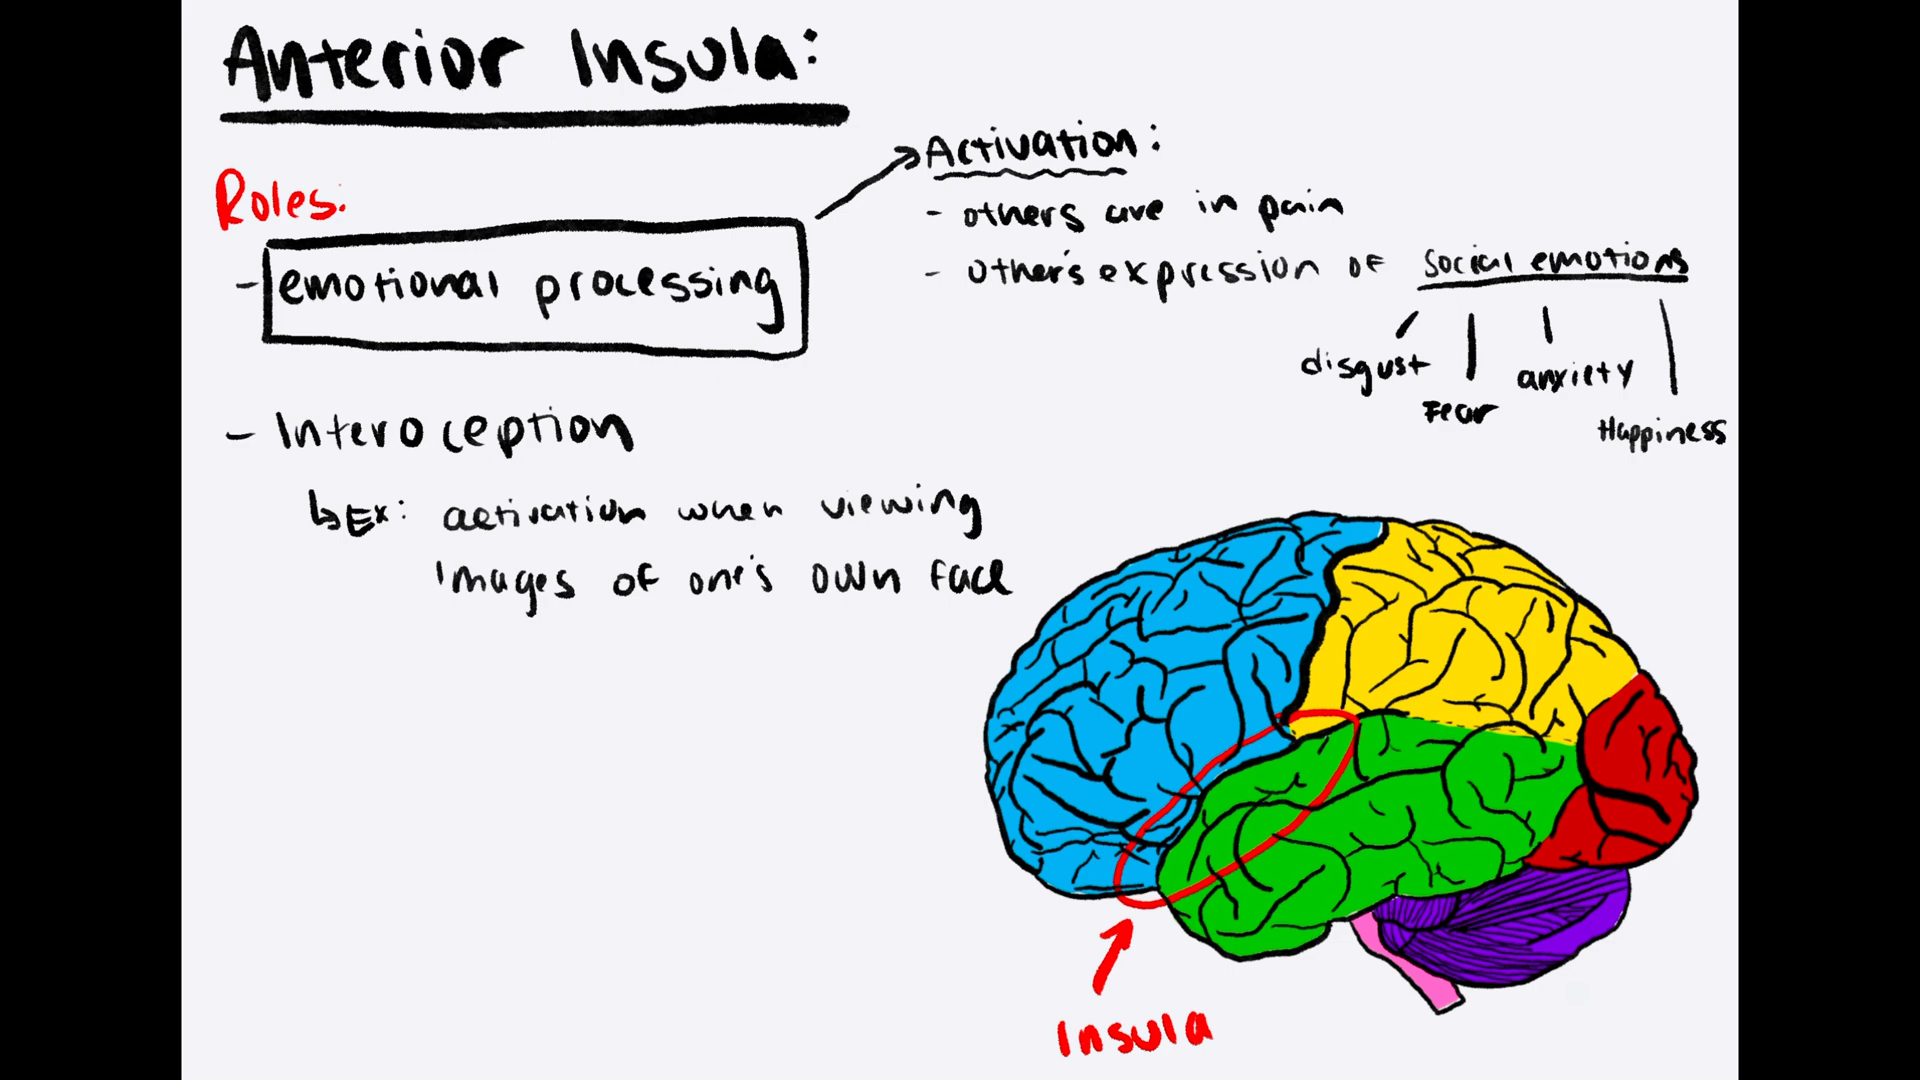 Anterior Insula:
Roles:
- emotional processing
Activation:
- others are in pain
- other's expression of social emotions
disgust
Fear
anxiety
Happiness
- Interoception
↳ Ex: activation when viewing
images of one's own face
Insula